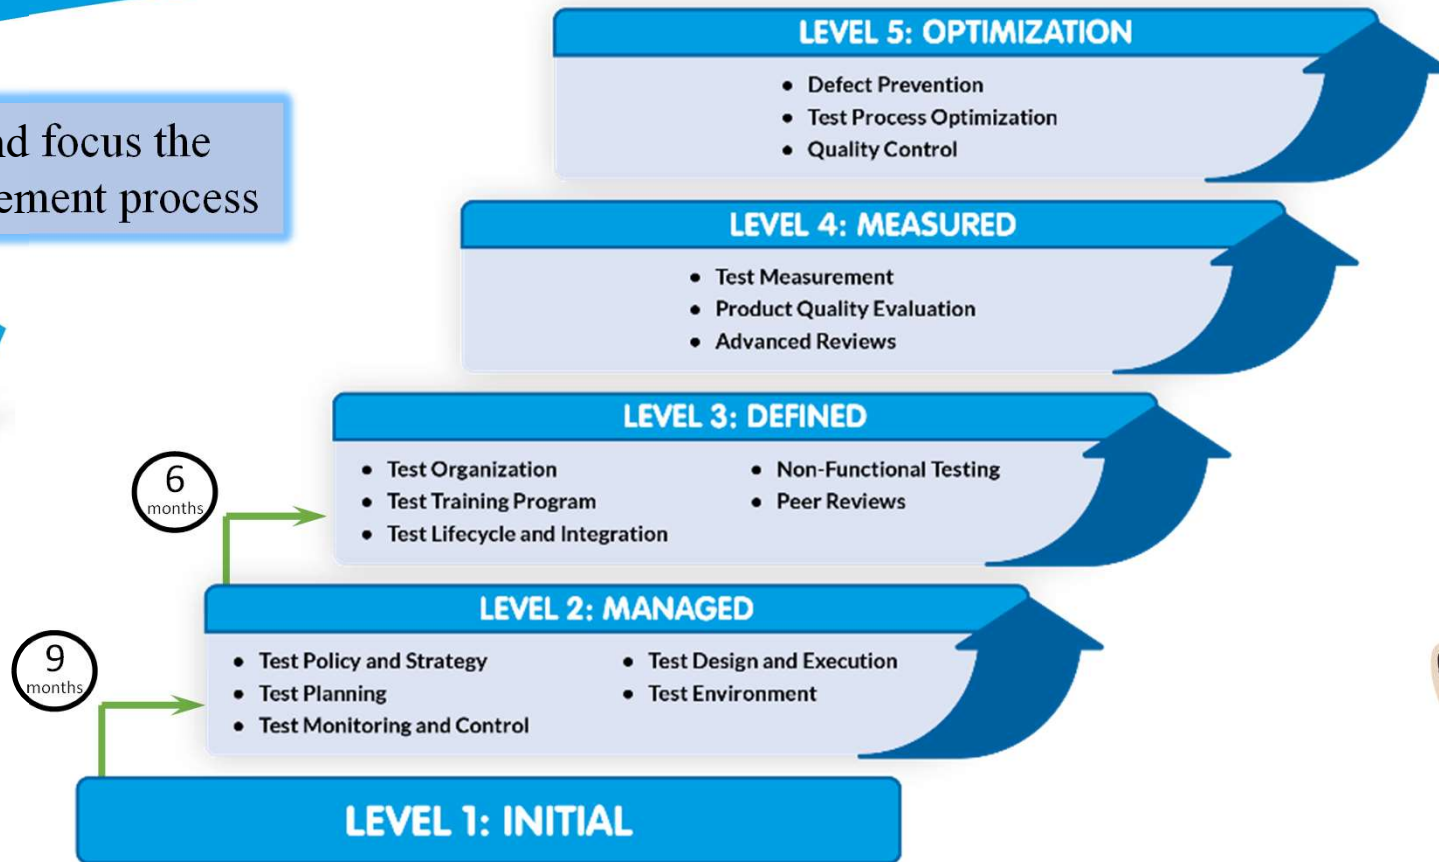 LEVEL 5: OPTIMIZATION
• Defect Prevention
• Test Process Optimization
• Quality Control
focus the
process
LEVEL 4: MEASURED
• Test Measurement
• Product Quality Evaluation
• Advanced Reviews
LEVEL 3: DEFINED
• Test Organization
• Test Training Program
• Test Lifecycle and Integration
• Non-Functional Testing
• Peer Reviews
6
months
LEVEL 2: MANAGED
• Test Policy and Strategy
• Test Planning
• Test Monitoring and Control
• Test Design and Execution
• Test Environment
9
months
LEVEL 1: INITIAL